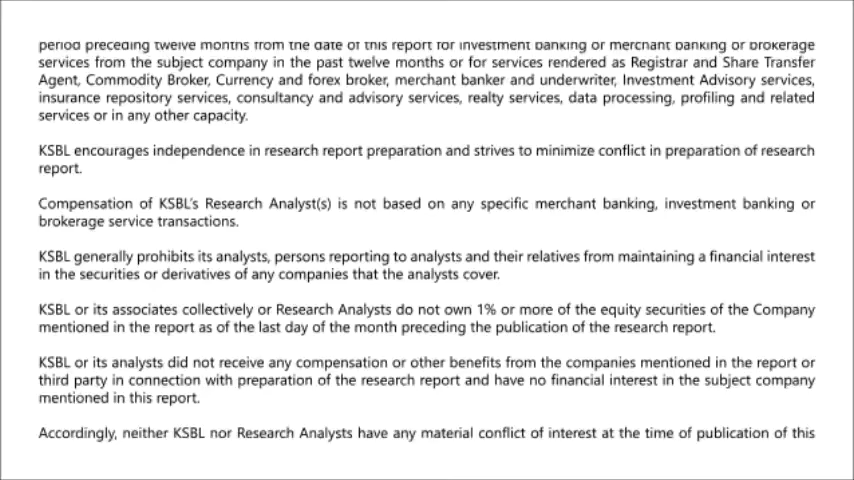 period preceding twelve months from the date of this report for investment banking or merchant banking or brokerage
services from the subject company in the past twelve months or for services rendered as Registrar and Share Transfer
Agent, Commodity Broker, Currency and forex broker, merchant banker and underwriter, Investment Advisory services,
insurance repository services, consultancy and advisory services, realty services, data processing, profiling and related
services or in any other capacity.
KSBL encourages independence in research report preparation and strives to minimize conflict in preparation of research
report.
Compensation of KSBL's Research Analyst(s) is not based on any specific merchant banking, investment banking or
brokerage service transactions.
KSBL generally prohibits its analysts, persons reporting to analysts and their relatives from maintaining a financial interest
in the securities or derivatives of any companies that the analysts cover.
KSBL or its associates collectively or Research Analysts do not own 1% or more of the equity securities of the Company
mentioned in the report as of the last day of the month preceding the publication of the research report.
KSBL or its analysts did not receive any compensation or other benefits from the companies mentioned in the report or
third party in connection with preparation of the research report and have no financial interest in the subject company
mentioned in this report.
Accordingly, neither KSBL nor Research Analysts have any material conflict of interest at the time of publication of this